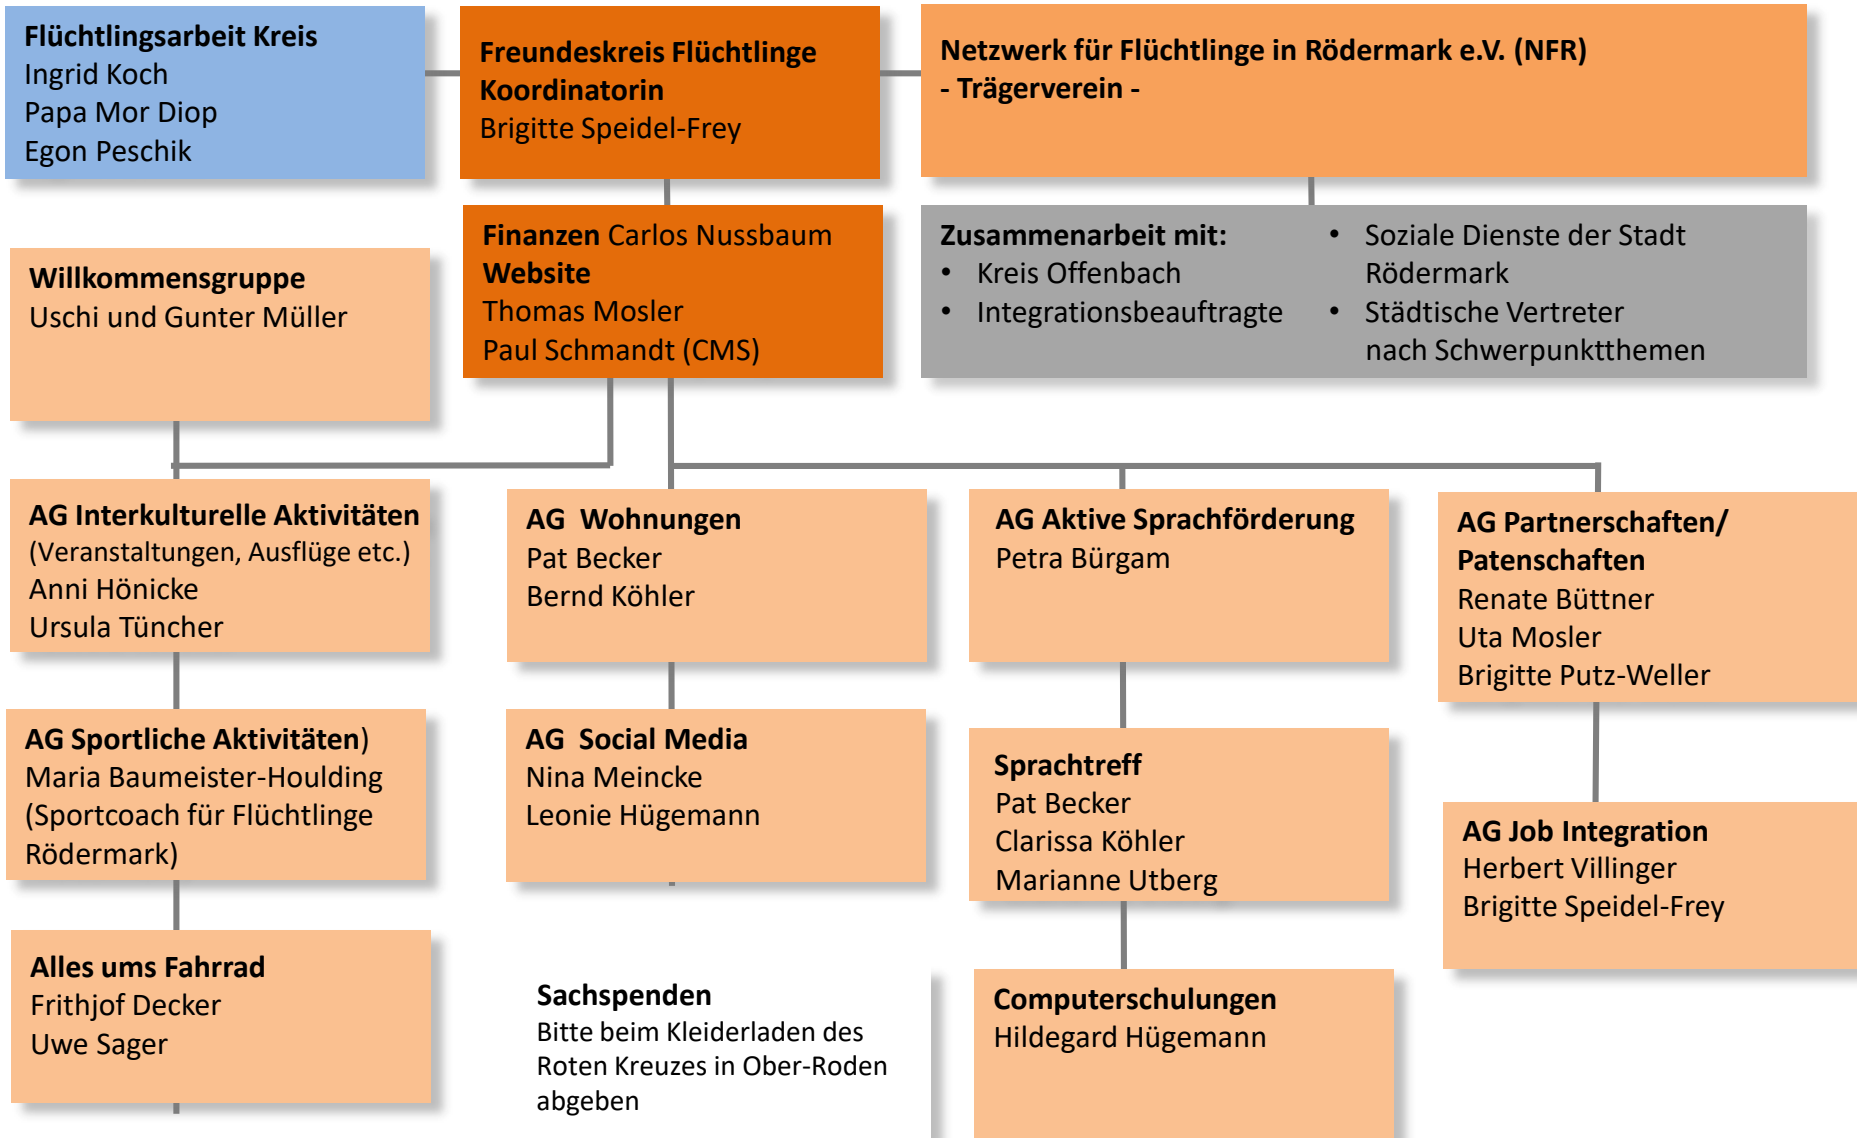 Flüchtlingsarbeit Kreis
Ingrid Koch
Papa Mor Diop
Egon Peschik
Freundeskreis Flüchtlinge
Koordinatorin
Brigitte Speidel-Frey
Netzwerk für Flüchtlinge in Rödermark e.V. (NFR)
- Trägerverein -
Willkommensgruppe
Uschi und Gunter Müller
Finanzen Carlos Nussbaum
Website
Thomas Mosler
Paul Schmandt (CMS)
Zusammenarbeit mit:
• Kreis Offenbach
• Integrationsbeauftragte
• Soziale Dienste der Stadt
Rödermark
• Städtische Vertreter
nach Schwerpunktthemen
AG Interkulturelle Aktivitäten
(Veranstaltungen, Ausflüge etc.)
Anni Hönicke
Ursula Tüncher
AG  Wohnungen
Pat Becker
Bernd Köhler
AG Aktive Sprachförderung
Petra Bürgam
AG Partnerschaften/
Patenschaften
Renate Büttner
Uta Mosler
Brigitte Putz-Weller
AG Sportliche Aktivitäten)
Maria Baumeister-Houlding
(Sportcoach für Flüchtlinge
Rödermark)
AG  Social Media
Nina Meincke
Leonie Hügemann
Sprachtreff
Pat Becker
Clarissa Köhler
Marianne Utberg
AG Job Integration
Herbert Villinger
Brigitte Speidel-Frey
Alles ums Fahrrad
Frithjof Decker
Uwe Sager
Sachspenden
Bitte beim Kleiderladen des
Roten Kreuzes in Ober-Roden
abgeben
Computerschulungen
Hildegard Hügemann